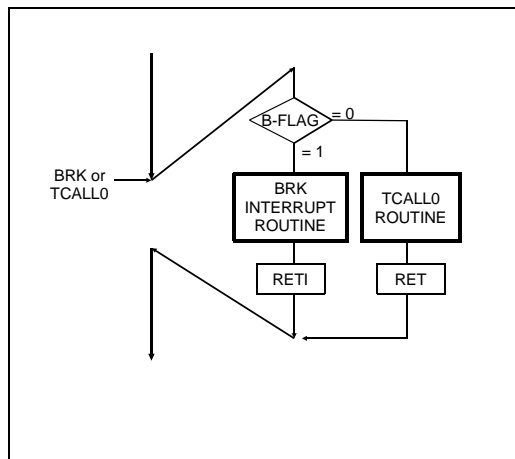 B-FLAG
= 0
= 1
BRK or
TCALL0
BRK
INTERRUPT
ROUTINE
TCALL0
ROUTINE
RETI
RET